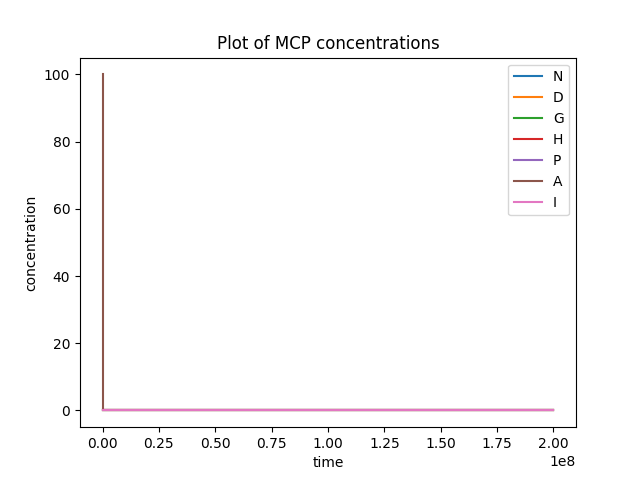 Plot of MCP concentrations
100
80
60
40
20
0
concentration
N
D
G
H
P
A
I
0.00 0.25 0.50 0.75 1.00 1.25 1.50 1.75 2.00
1e8
time